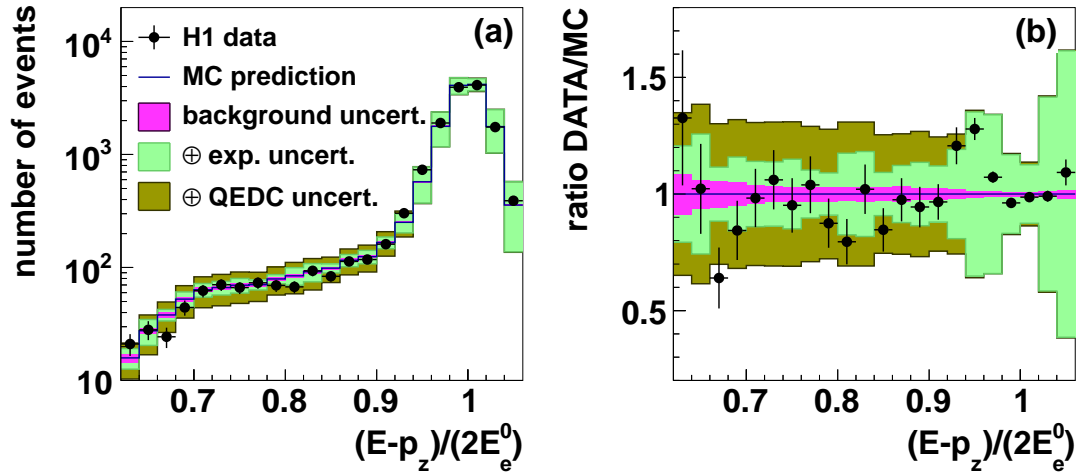 number of events
10⁴
10³
10²
10
(a)
H1 data
MC prediction
background uncert.
⊕ exp. uncert.
⊕ QEDC uncert.
0.7 0.8 0.9 1
(E-p_z)/(2E_e^0)
ratio DATA/MC
(b)
1.5
1
0.5
0.7 0.8 0.9 1
(E-p_z)/(2E_e^0)